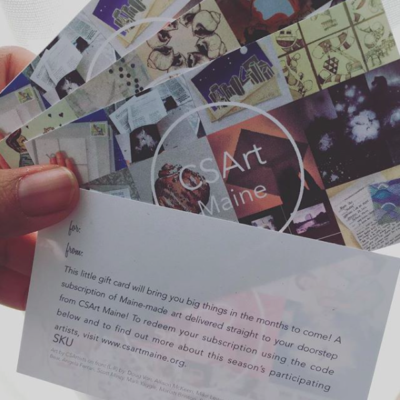 CSArt
Maine
for:
from:
This little gift card will bring you big things in the months to come! A
subscription of Maine-made art delivered straight to your doorstep
from CSArt Maine! To redeem your subscription using the code
below and to find out more about this season's participating
artists, visit www.csartmaine.org.
SKU